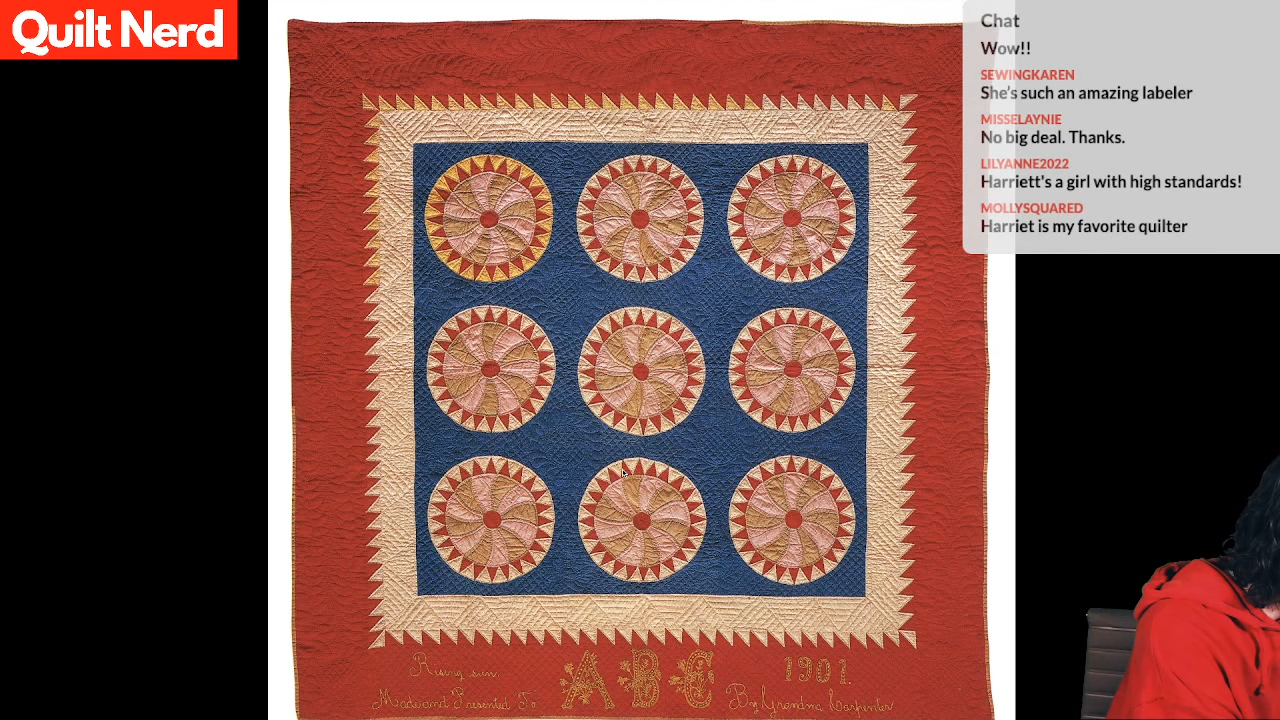 Quilt Nerd
Chat
Wow!!
SEWINGKAREN
She's such an amazing labeler
MISSELAYNIE
No big deal. Thanks.
LILYANNE2022
Harriett's a girl with high standards!
MOLLYSQUARED
Harriet is my favorite quilter
Rising sun. ABC 1901.
Made and Presented To By Grandma Carpenter